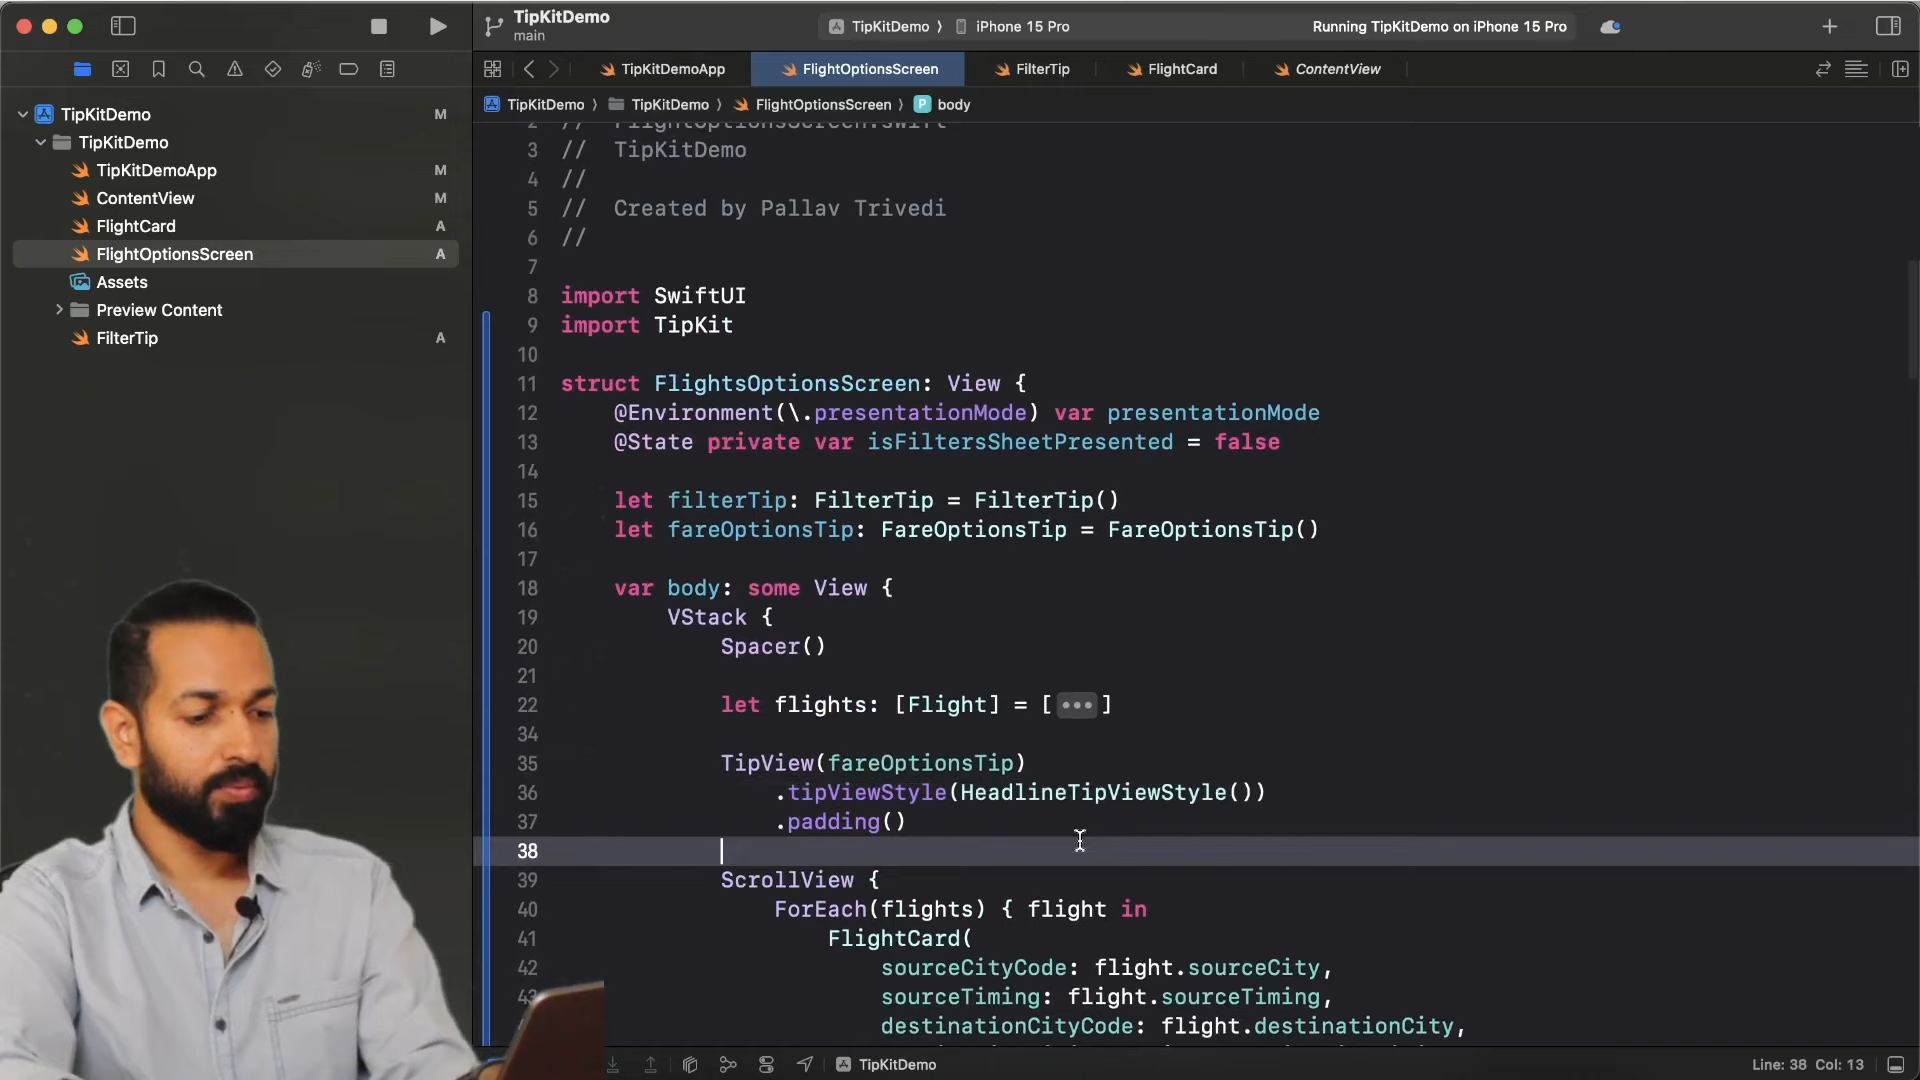 TipKitDemo
main
TipKitDemo
iPhone 15 Pro
Running TipKitDemo on iPhone 15 Pro
TipKitDemoApp
FlightOptionsScreen
FilterTip
FlightCard
ContentView
TipKitDemo
TipKitDemo
FlightOptionsScreen
P body
TipKitDemo M
TipKitDemo
TipKitDemoApp M
ContentView M
FlightCard A
FlightOptionsScreen A
Assets
Preview Content
FilterTip A
2 // FlightOptionsScreen.swift
3 // TipKitDemo
4 //
5 // Created by Pallav Trivedi
6 //
7
8 import SwiftUI
9 import TipKit
10
11 struct FlightsOptionsScreen: View {
12 @Environment(\.presentationMode) var presentationMode
13 @State private var isFiltersSheetPresented = false
14
15 let filterTip: FilterTip = FilterTip()
16 let fareOptionsTip: FareOptionsTip = FareOptionsTip()
17
18 var body: some View {
19 VStack {
20 Spacer()
21
22 let flights: [Flight] = [•••]
34
35 TipView(fareOptionsTip)
36 .tipViewStyle(HeadlineTipViewStyle())
37 .padding()
38
39 ScrollView {
40 ForEach(flights) { flight in
41 FlightCard(
42 sourceCityCode: flight.sourceCity,
43 sourceTiming: flight.sourceTiming,
destinationCityCode: flight.destinationCity,
TipKitDemo
Line: 38 Col: 13